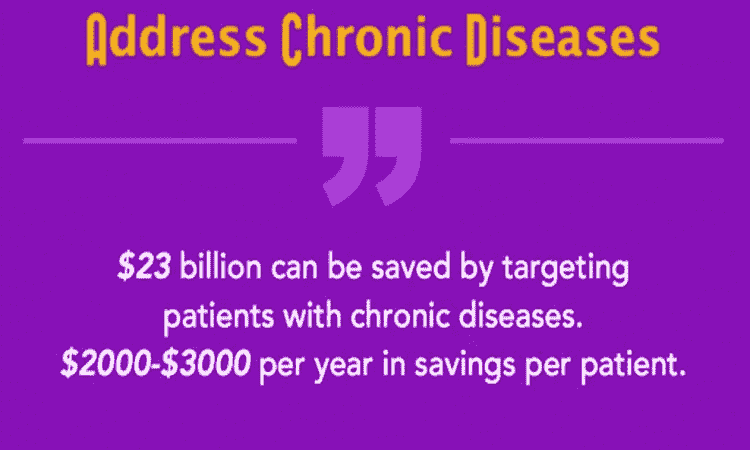 Address Chronic Diseases
”
$23 billion can be saved by targeting
patients with chronic diseases.
$2000-$3000 per year in savings per patient.